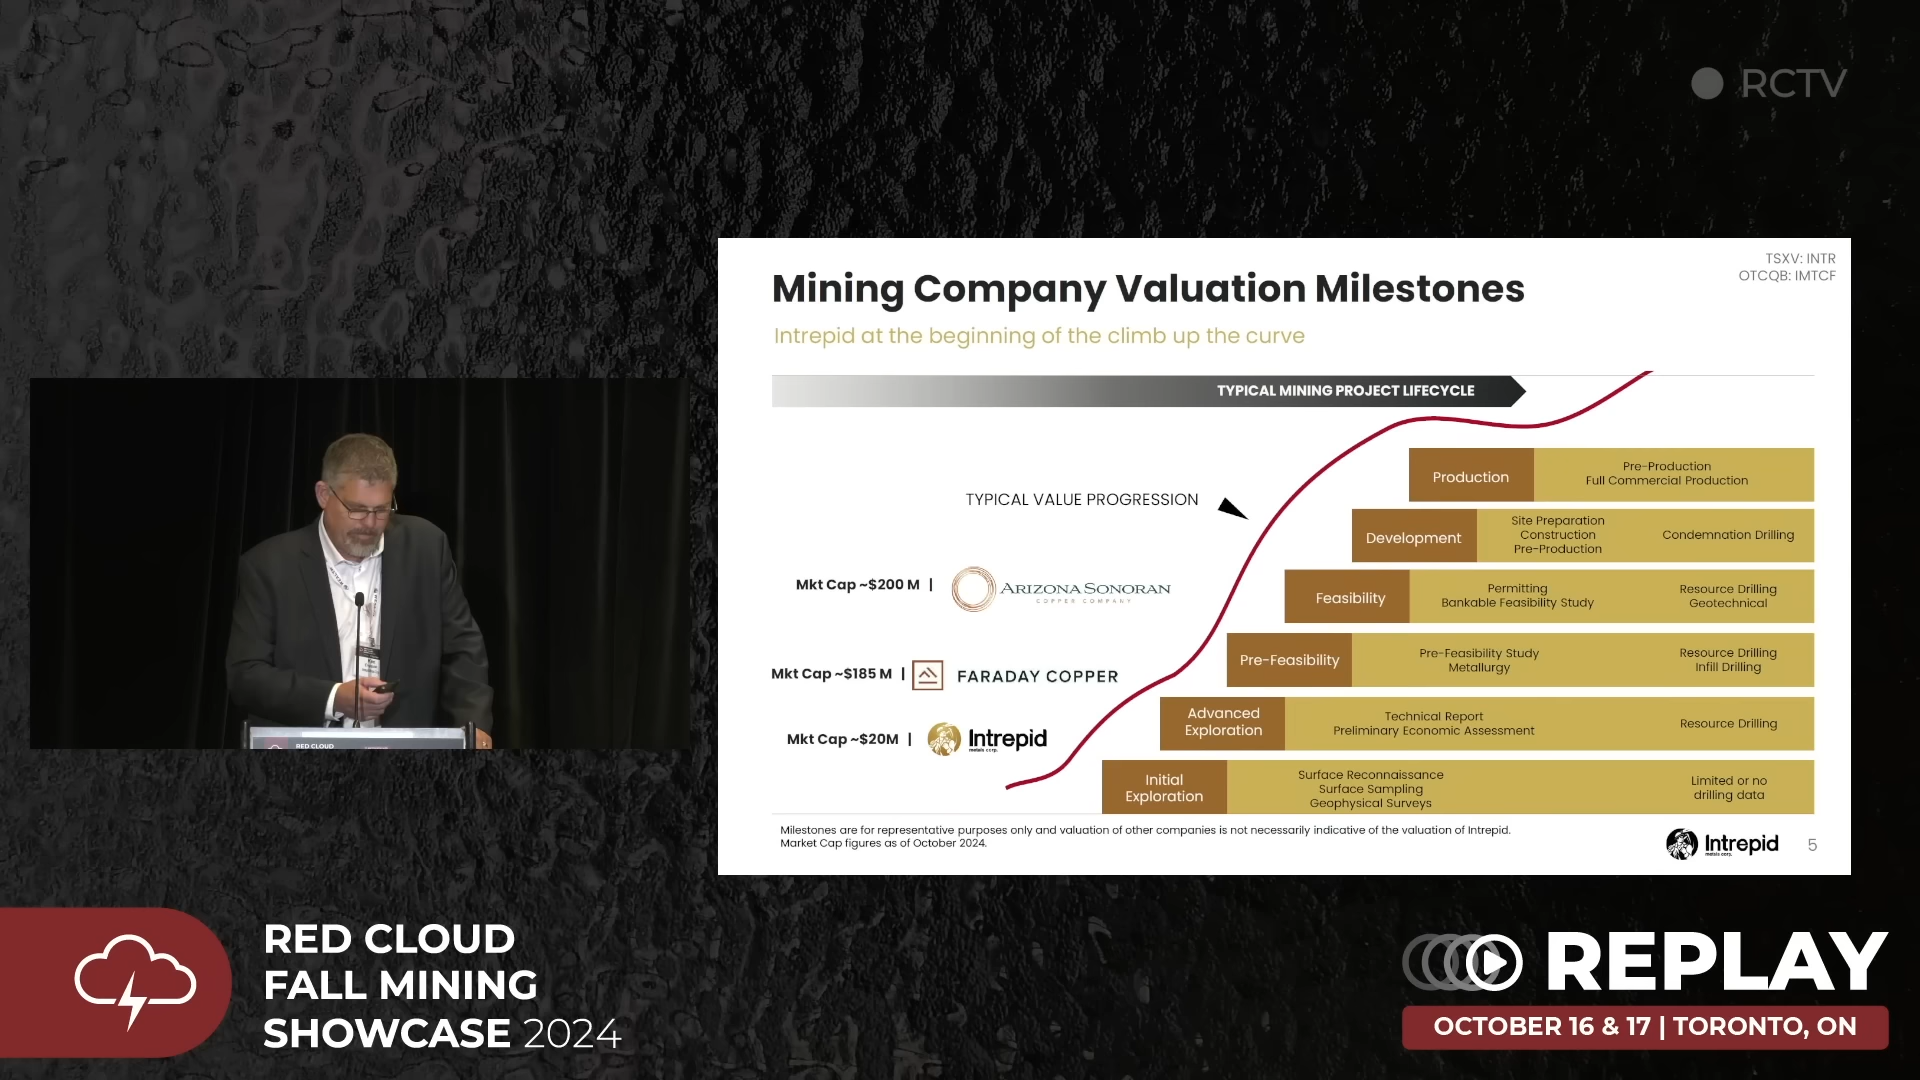 RCTV
TSXV: INTR
OTCQB: IMTCF
Mining Company Valuation Milestones
Intrepid at the beginning of the climb up the curve
TYPICAL MINING PROJECT LIFECYCLE
TYPICAL VALUE PROGRESSION
Production
Pre-Production
Full Commercial Production
Development
Site Preparation
Construction
Pre-Production
Condemnation Drilling
Mkt Cap ~$200 M |
ARIZONA SONORAN
COPPER COMPANY
Feasibility
Permitting
Bankable Feasibility Study
Resource Drilling
Geotechnical
Mkt Cap ~$185 M |
FARADAY COPPER
Pre-Feasibility
Pre-Feasibility Study
Metallurgy
Resource Drilling
Infill Drilling
Mkt Cap ~$20M |
Intrepid
metals corp.
Advanced
Exploration
Technical Report
Preliminary Economic Assessment
Resource Drilling
Initial
Exploration
Surface Reconnaissance
Surface Sampling
Geophysical Surveys
Limited or no
drilling data
Milestones are for representative purposes only and valuation of other companies is not necessarily indicative of the valuation of Intrepid.
Market Cap figures as of October 2024.
Intrepid
metals corp.
5
RED CLOUD
RED CLOUD
FALL MINING
SHOWCASE 2024
REPLAY
OCTOBER 16 & 17 | TORONTO, ON